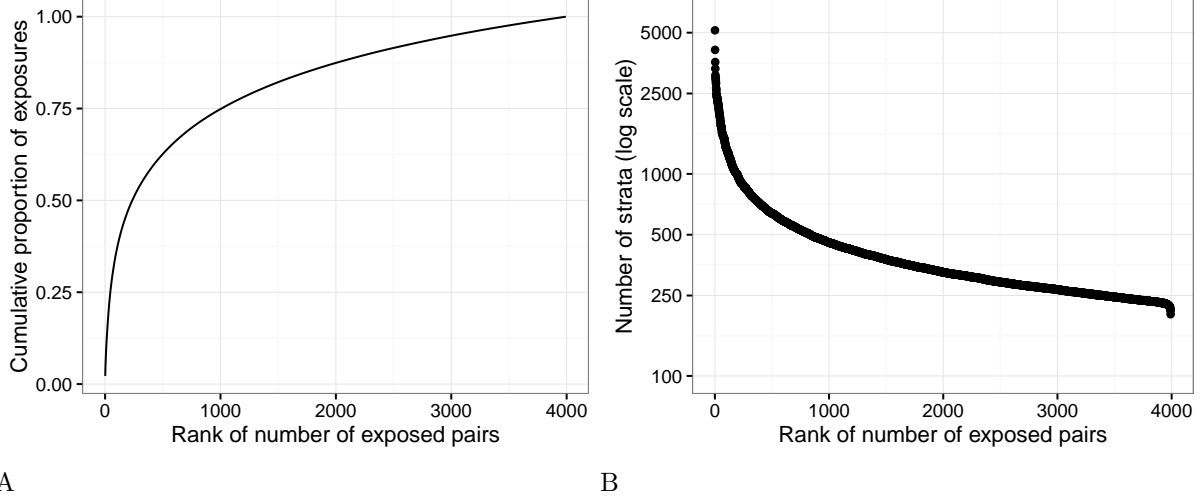 Cumulative proportion of exposures
1.00
0.75
0.50
0.25
0.00
0 1000 2000 3000 4000
Rank of number of exposed pairs
A
Number of strata (log scale)
5000
2500
1000
500
250
100
0 1000 2000 3000 4000
Rank of number of exposed pairs
B